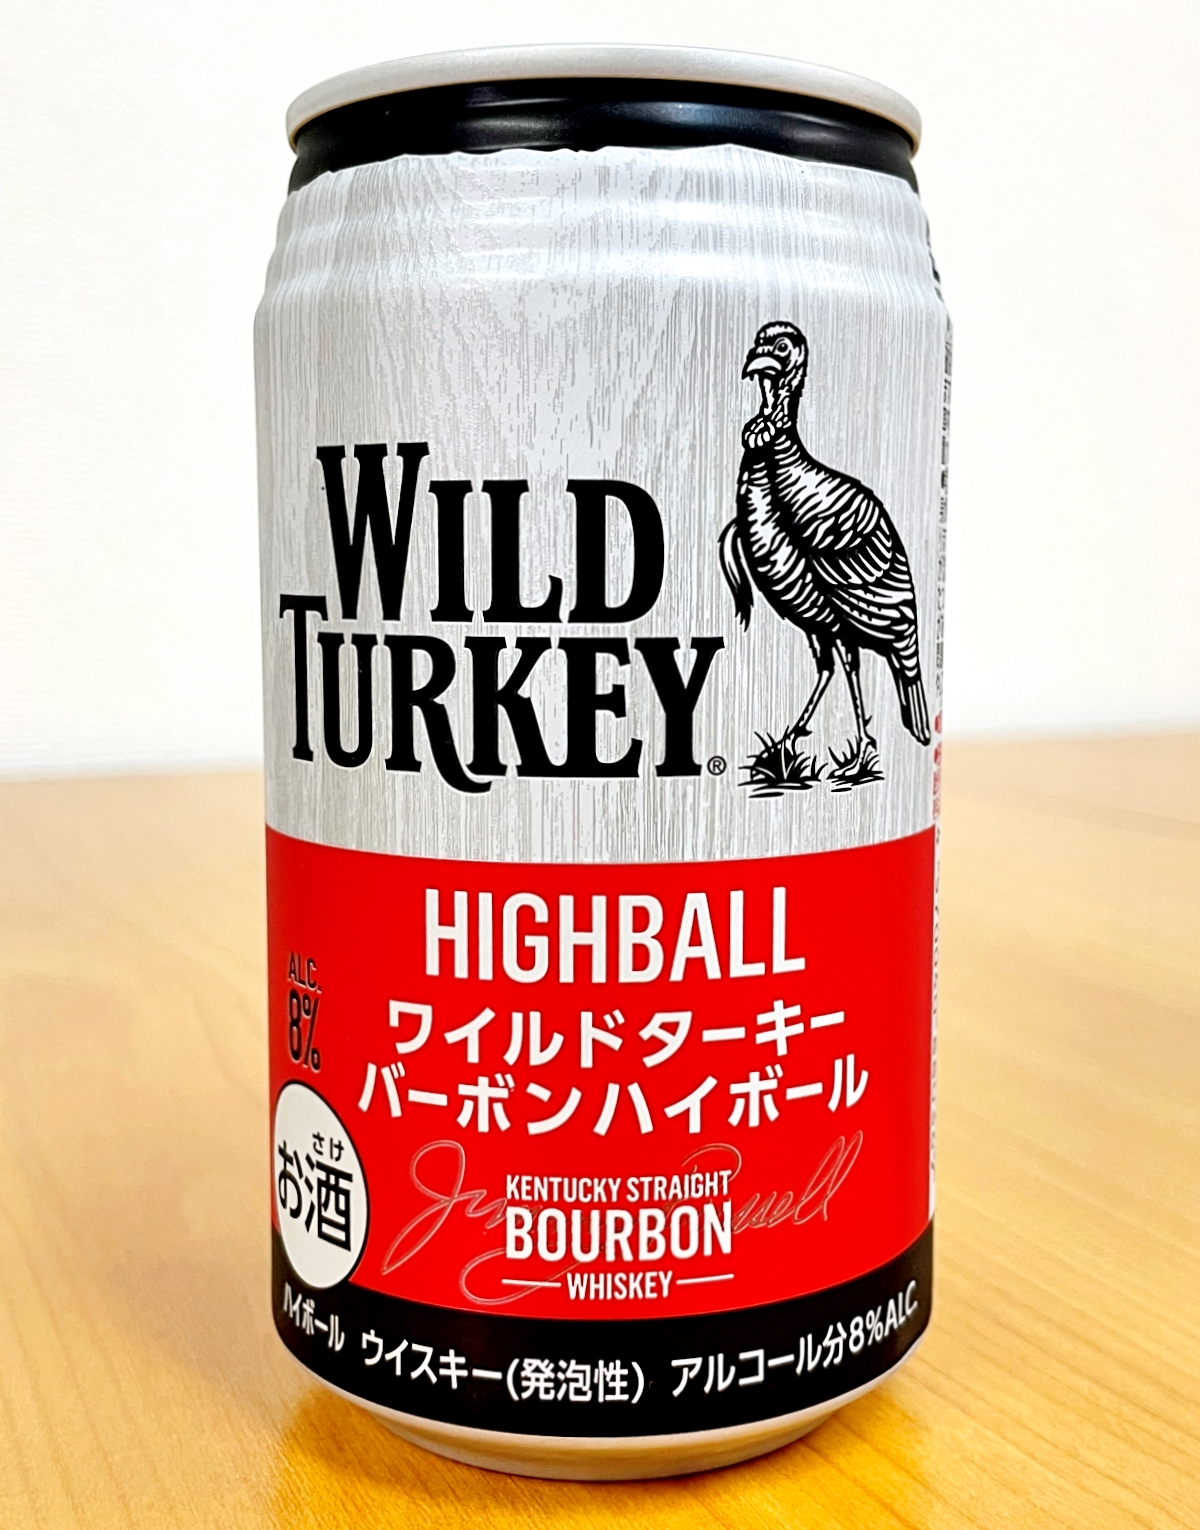 WILD
TURKEY®
HIGHBALL
ワイルドターキー
バーボンハイボール
ALC.
8%
さけ
お酒
KENTUCKY STRAIGHT
BOURBON
WHISKEY
ハイボール ウイスキー(発泡性) アルコール分8%ALC.